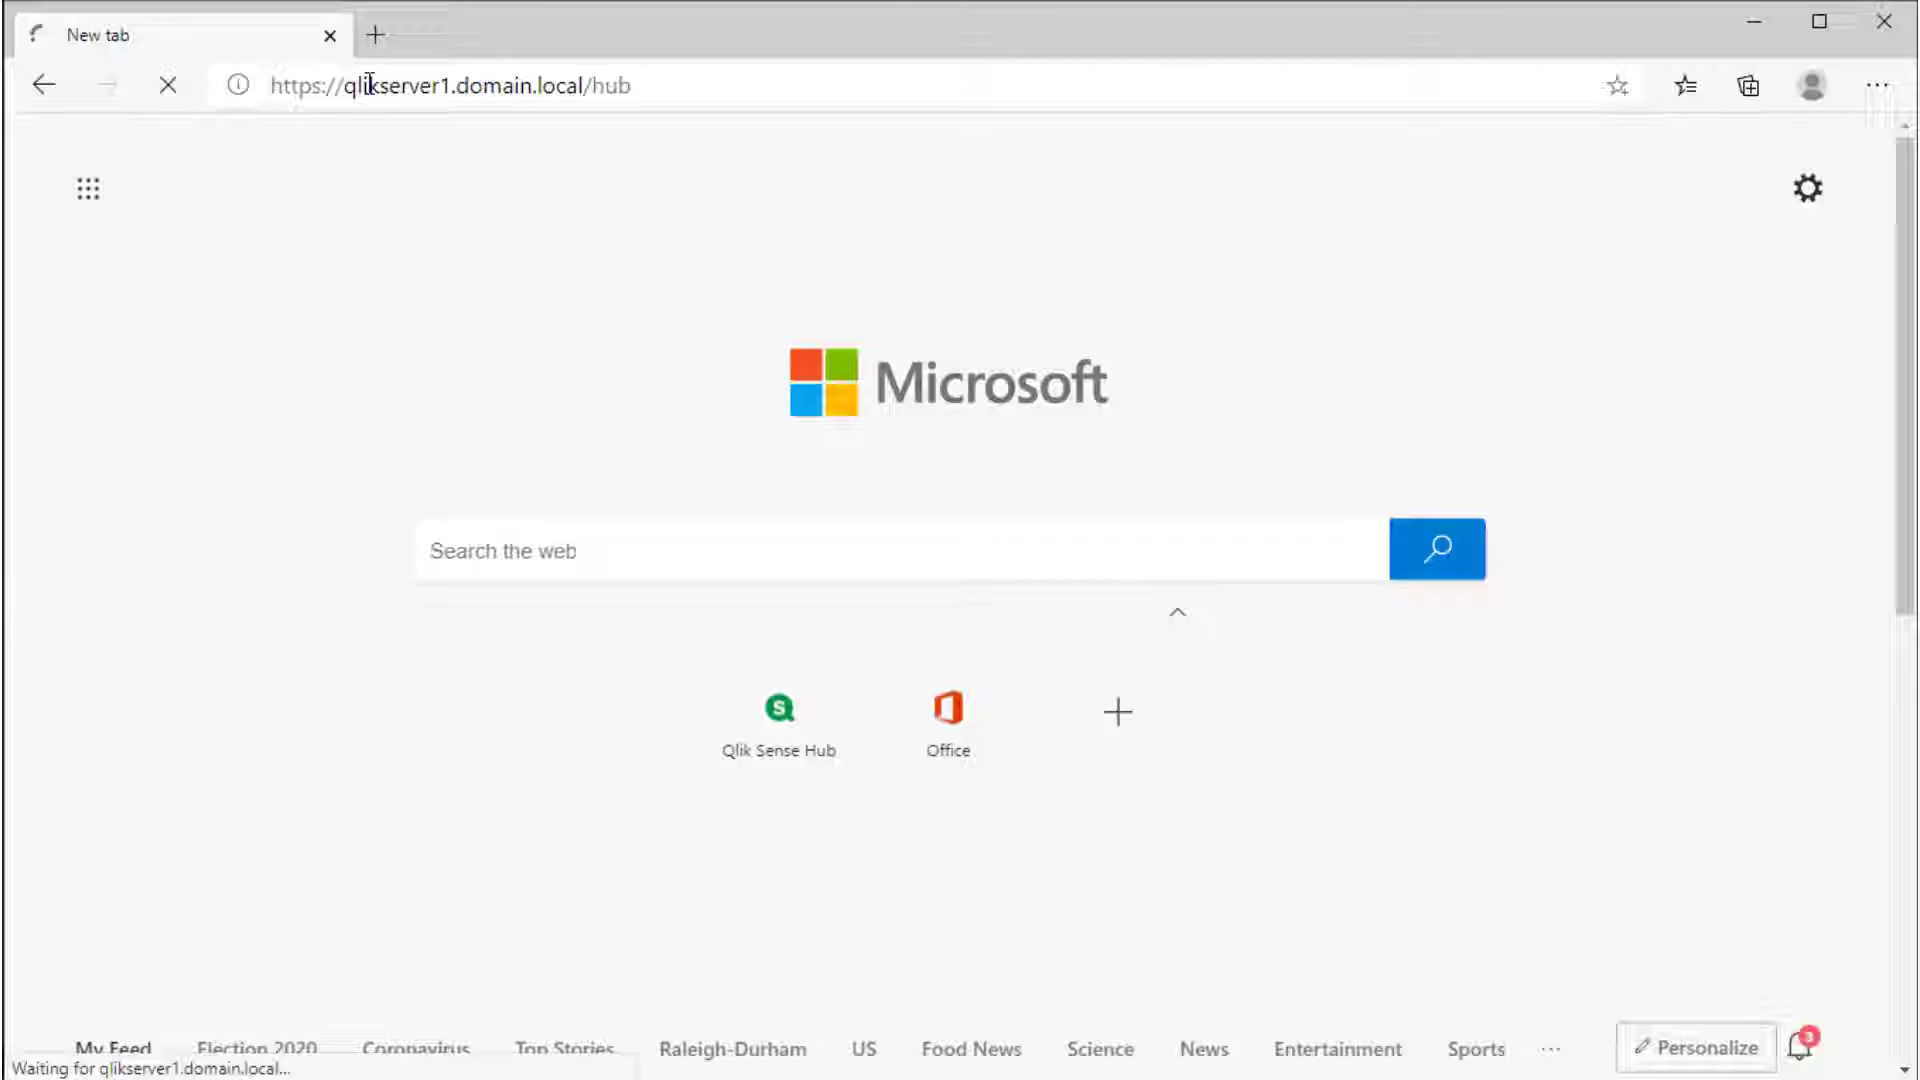 New tab
https://qlikserver1.domain.local/hub
Microsoft
Search the web
S
Qlik Sense Hub
Office
My Feed Election 2020 Coronavirus Top Stories Raleigh-Durham US Food News Science News Entertainment Sports ... Personalize 3
Waiting for qlikserver1.domain.local...